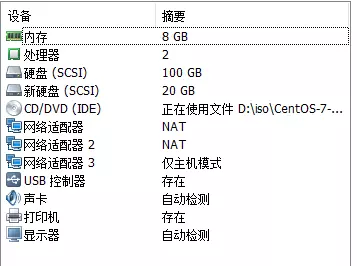 设备 摘要
内存 8 GB
处理器 2
硬盘 (SCSI) 100 GB
新硬盘 (SCSI) 20 GB
CD/DVD (IDE) 正在使用文件 D:\iso\CentOS-7-...
网络适配器 NAT
网络适配器 2 NAT
网络适配器 3 仅主机模式
USB 控制器 存在
声卡 自动检测
打印机 存在
显示器 自动检测